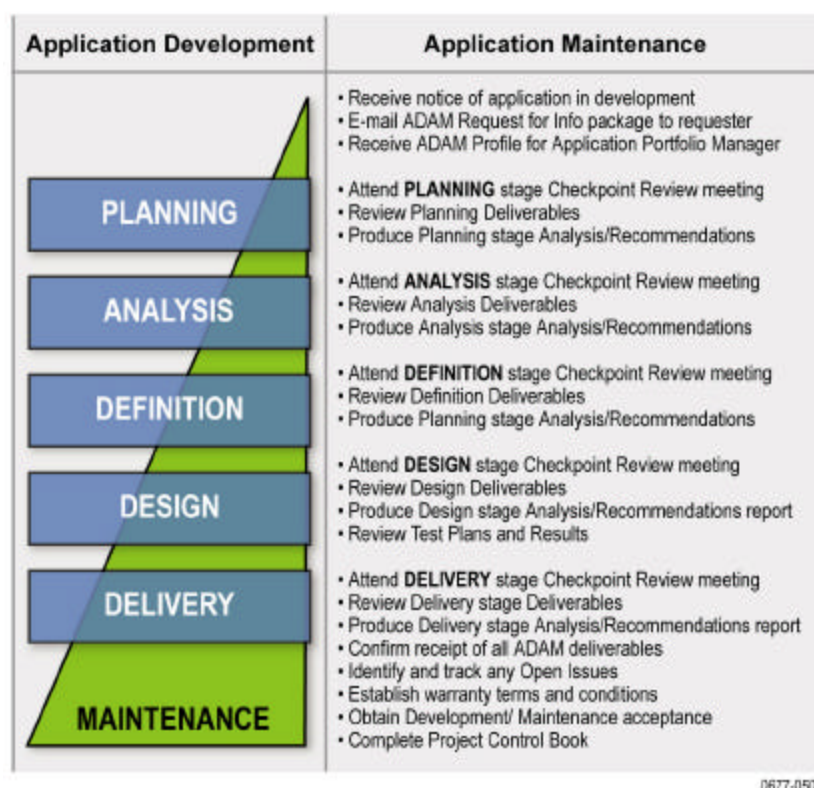 Application Development
Application Maintenance
• Receive notice of application in development
• E-mail ADAM Request for Info package to requester
• Receive ADAM Profile for Application Portfolio Manager
PLANNING
• Attend PLANNING stage Checkpoint Review meeting
• Review Planning Deliverables
• Produce Planning stage Analysis/Recommendations
ANALYSIS
• Attend ANALYSIS stage Checkpoint Review meeting
• Review Analysis Deliverables
• Produce Analysis stage Analysis/Recommendations
DEFINITION
• Attend DEFINITION stage Checkpoint Review meeting
• Review Definition Deliverables
• Produce Planning stage Analysis/Recommendations
DESIGN
• Attend DESIGN stage Checkpoint Review meeting
• Review Design Deliverables
• Produce Design stage Analysis/Recommendations report
• Review Test Plans and Results
DELIVERY
• Attend DELIVERY stage Checkpoint Review meeting
• Review Delivery stage Deliverables
• Produce Delivery stage Analysis/Recommendations report
• Confirm receipt of all ADAM deliverables
• Identify and track any Open Issues
• Establish warranty terms and conditions
• Obtain Development/ Maintenance acceptance
• Complete Project Control Book
MAINTENANCE
0677-050